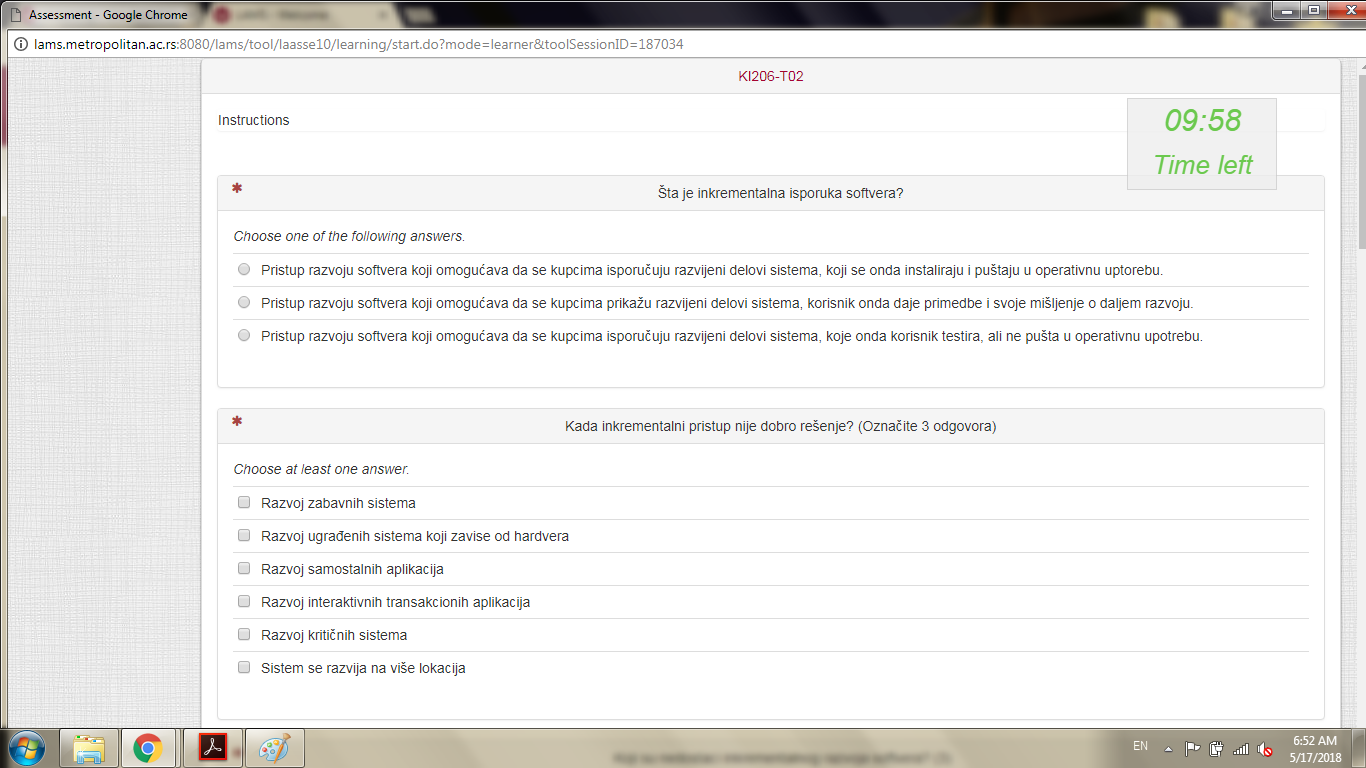 Assessment - Google Chrome
lams.metropolitan.ac.rs:8080/lams/tool/laasse10/learning/start.do?mode=learner&toolSessionID=187034
KI206-T02
Instructions
09:58
Time left
Šta je inkrementalna isporuka softvera?
Choose one of the following answers.
Pristup razvoju softvera koji omogućava da se kupcima isporučuju razvijeni delovi sistema, koji se onda instaliraju i puštaju u operativnu uptorebu.
Pristup razvoju softvera koji omogućava da se kupcima prikažu razvijeni delovi sistema, korisnik onda daje primedbe i svoje mišljenje o daljem razvoju.
Pristup razvoju softvera koji omogućava da se kupcima isporučuju razvijeni delovi sistema, koje onda korisnik testira, ali ne pušta u operativnu upotrebu.
Kada inkrementalni pristup nije dobro rešenje? (Označite 3 odgovora)
Choose at least one answer.
Razvoj zabavnih sistema
Razvoj ugrađenih sistema koji zavise od hardvera
Razvoj samostalnih aplikacija
Razvoj interaktivnih transakcionih aplikacija
Razvoj kritičnih sistema
Sistem se razvija na više lokacija
EN
6:52 AM
5/17/2018